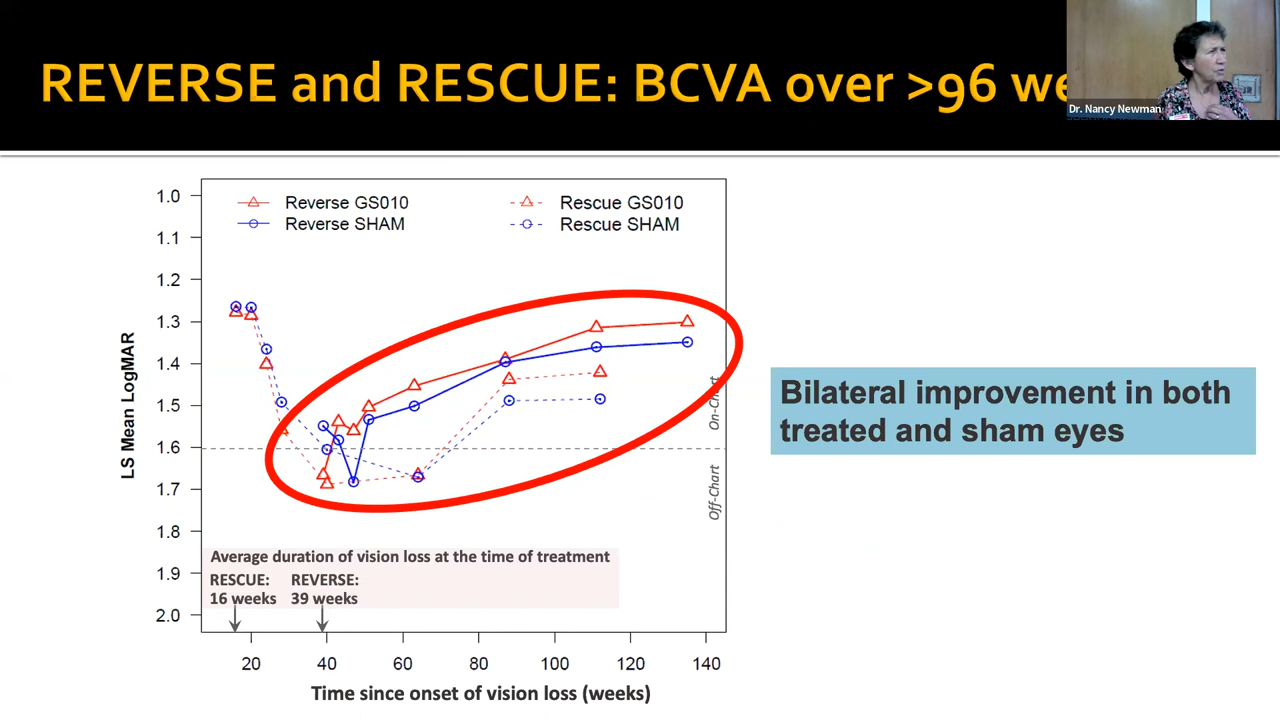 REVERSE and RESCUE: BCVA over >96 we
Dr. Nancy Newman
Reverse GS010
Reverse SHAM
Rescue GS010
Rescue SHAM
1.0
1.1
1.2
1.3
1.4
1.5
1.6
1.7
1.8
1.9
2.0
LS Mean LogMAR
On-Chart
Off-Chart
Bilateral improvement in both
treated and sham eyes
Average duration of vision loss at the time of treatment
RESCUE: REVERSE:
16 weeks 39 weeks
20 40 60 80 100 120 140
Time since onset of vision loss (weeks)